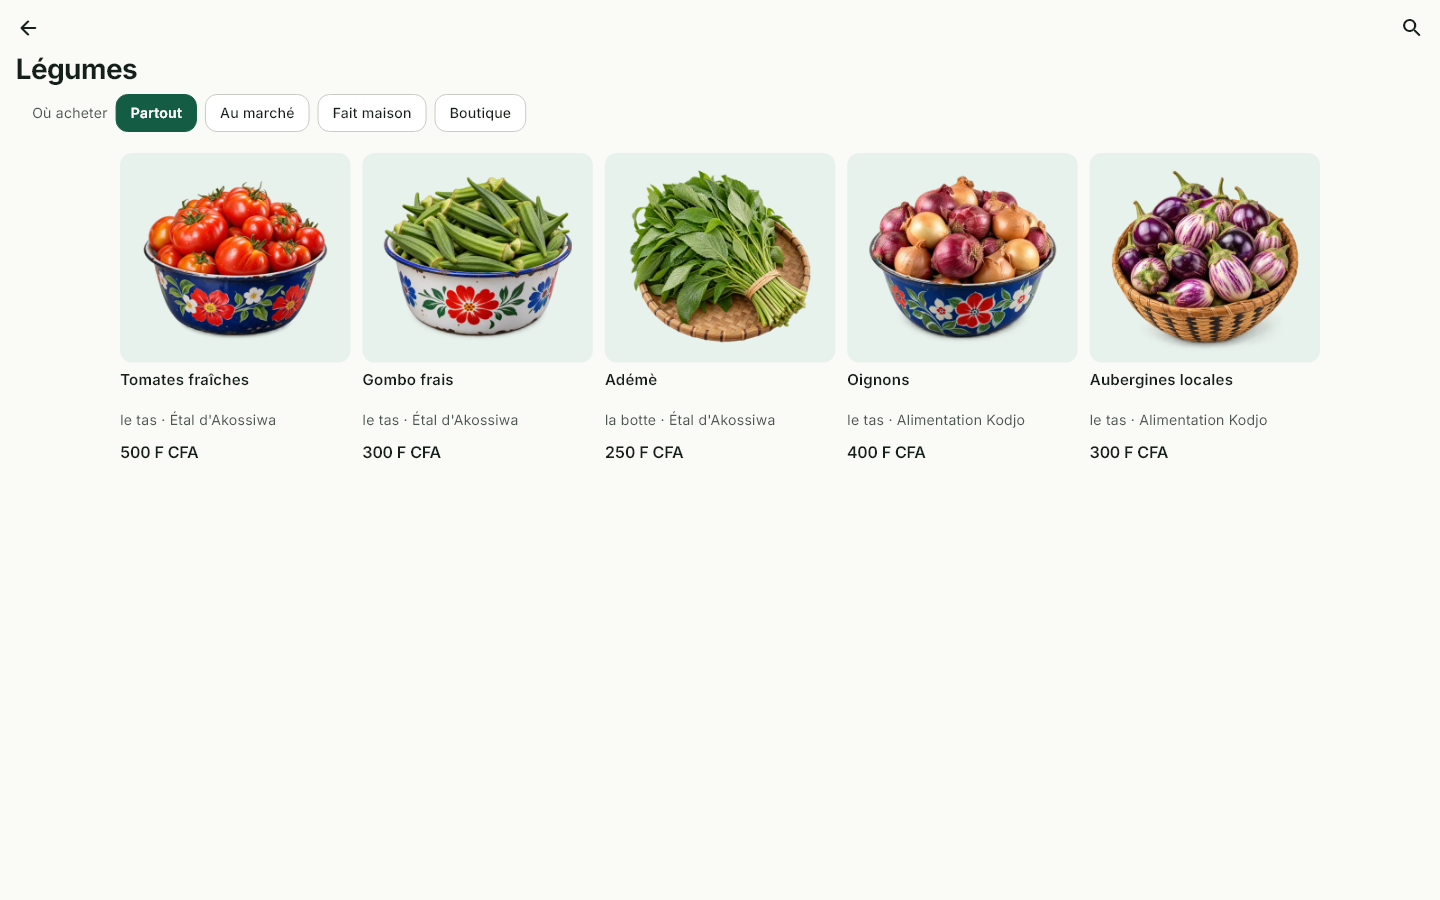 Légumes
Où acheter Partout Au marché Fait maison Boutique
Tomates fraîches
le tas · Étal d'Akossiwa
500 F CFA
Gombo frais
le tas · Étal d'Akossiwa
300 F CFA
Adémè
la botte · Étal d'Akossiwa
250 F CFA
Oignons
le tas · Alimentation Kodjo
400 F CFA
Aubergines locales
le tas · Alimentation Kodjo
300 F CFA